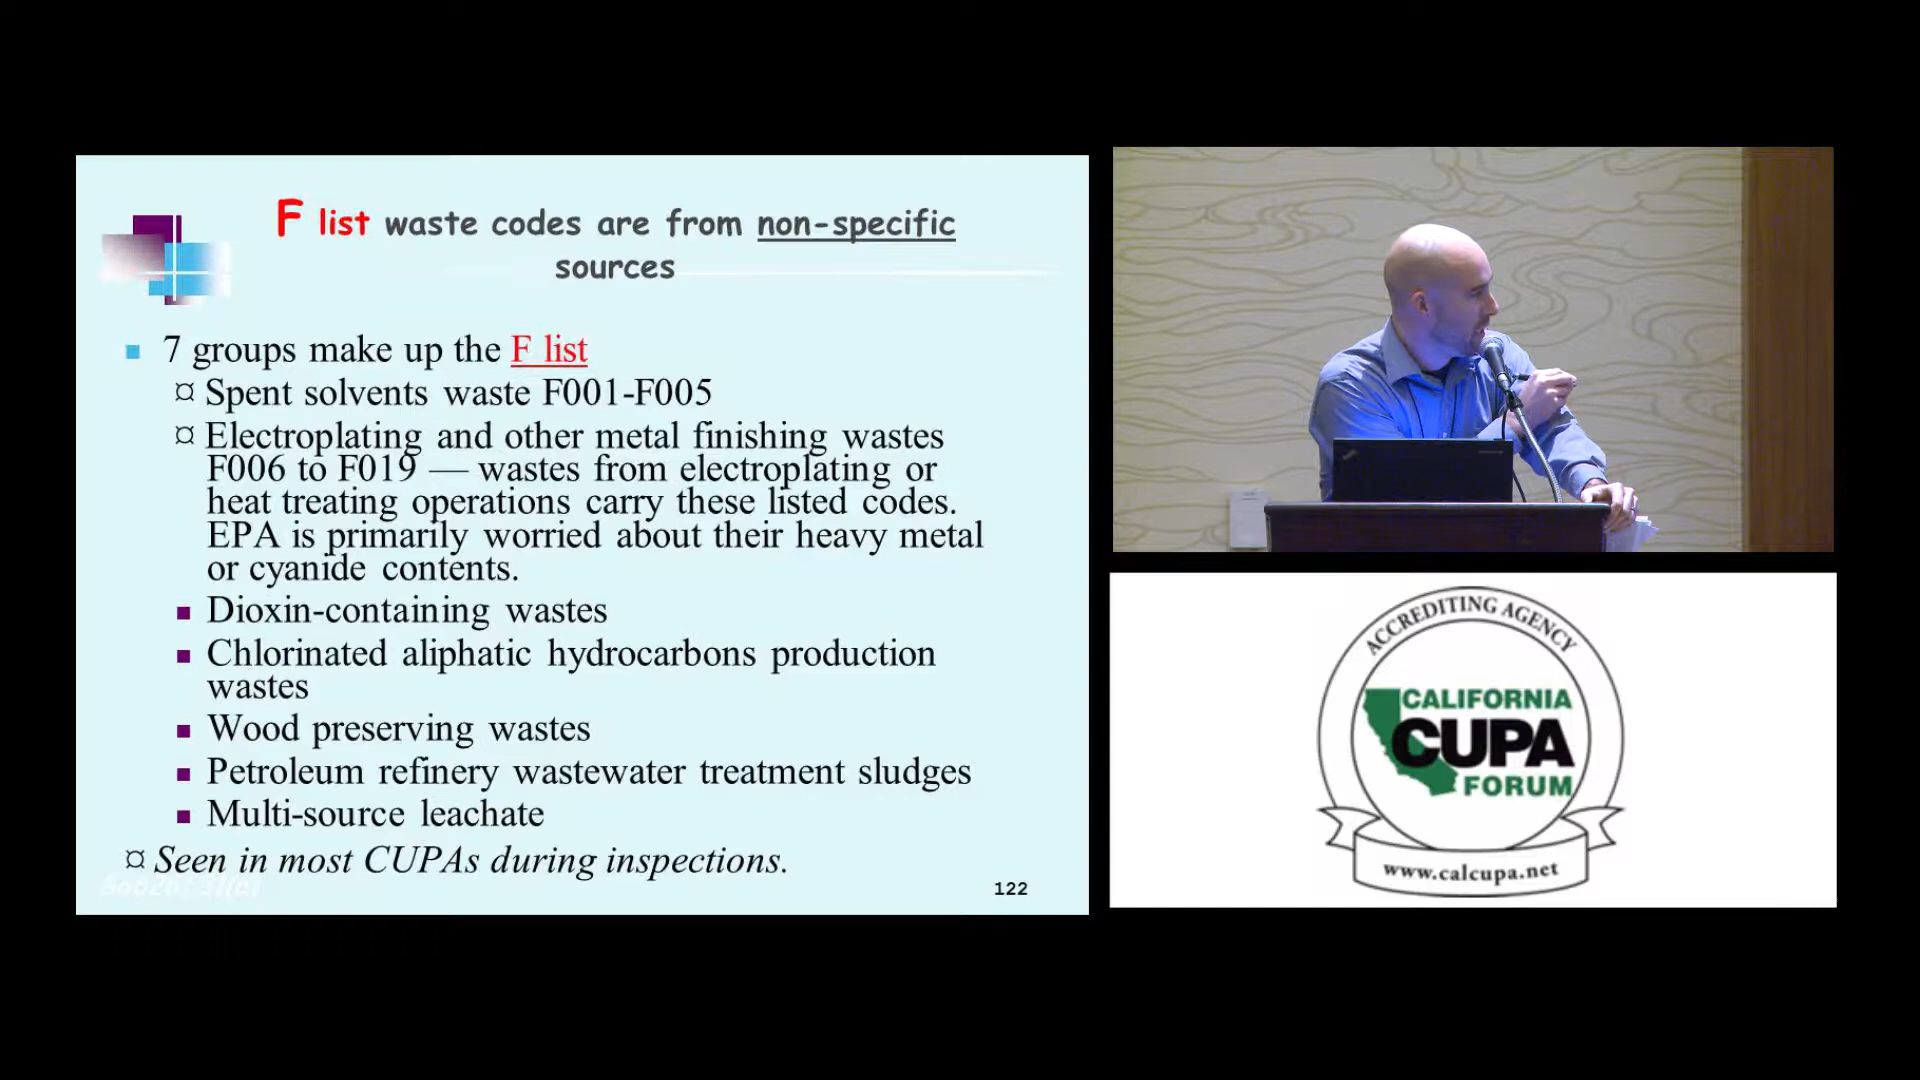 F list waste codes are from non-specific
sources
7 groups make up the F list
¤ Spent solvents waste F001-F005
¤ Electroplating and other metal finishing wastes
F006 to F019 — wastes from electroplating or
heat treating operations carry these listed codes.
EPA is primarily worried about their heavy metal
or cyanide contents.
Dioxin-containing wastes
Chlorinated aliphatic hydrocarbons production
wastes
Wood preserving wastes
Petroleum refinery wastewater treatment sludges
Multi-source leachate
¤ Seen in most CUPAs during inspections.
122
ACCREDITING AGENCY
CALIFORNIA
CUPA
FORUM
www.calcupa.net